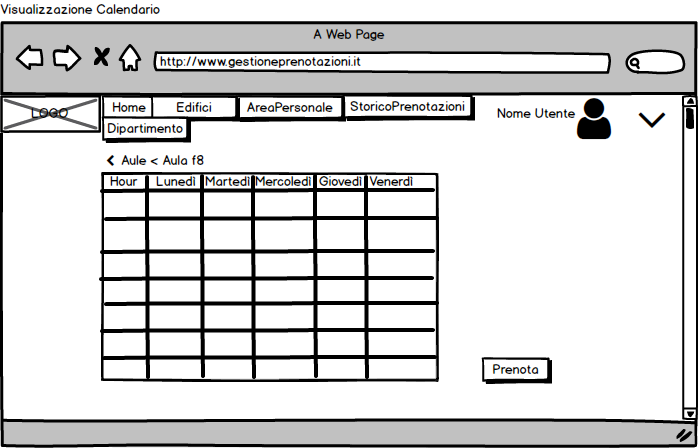 Visualizzazione Calendario
A Web Page
http://www.gestioneprenotazioni.it
LOGO
Home Edifici AreaPersonale StoricoPrenotazioni
Nome Utente
Dipartimento
Aule < Aula f8
Hour Lunedì Martedì Mercoledì Giovedì Venerdì
Prenota